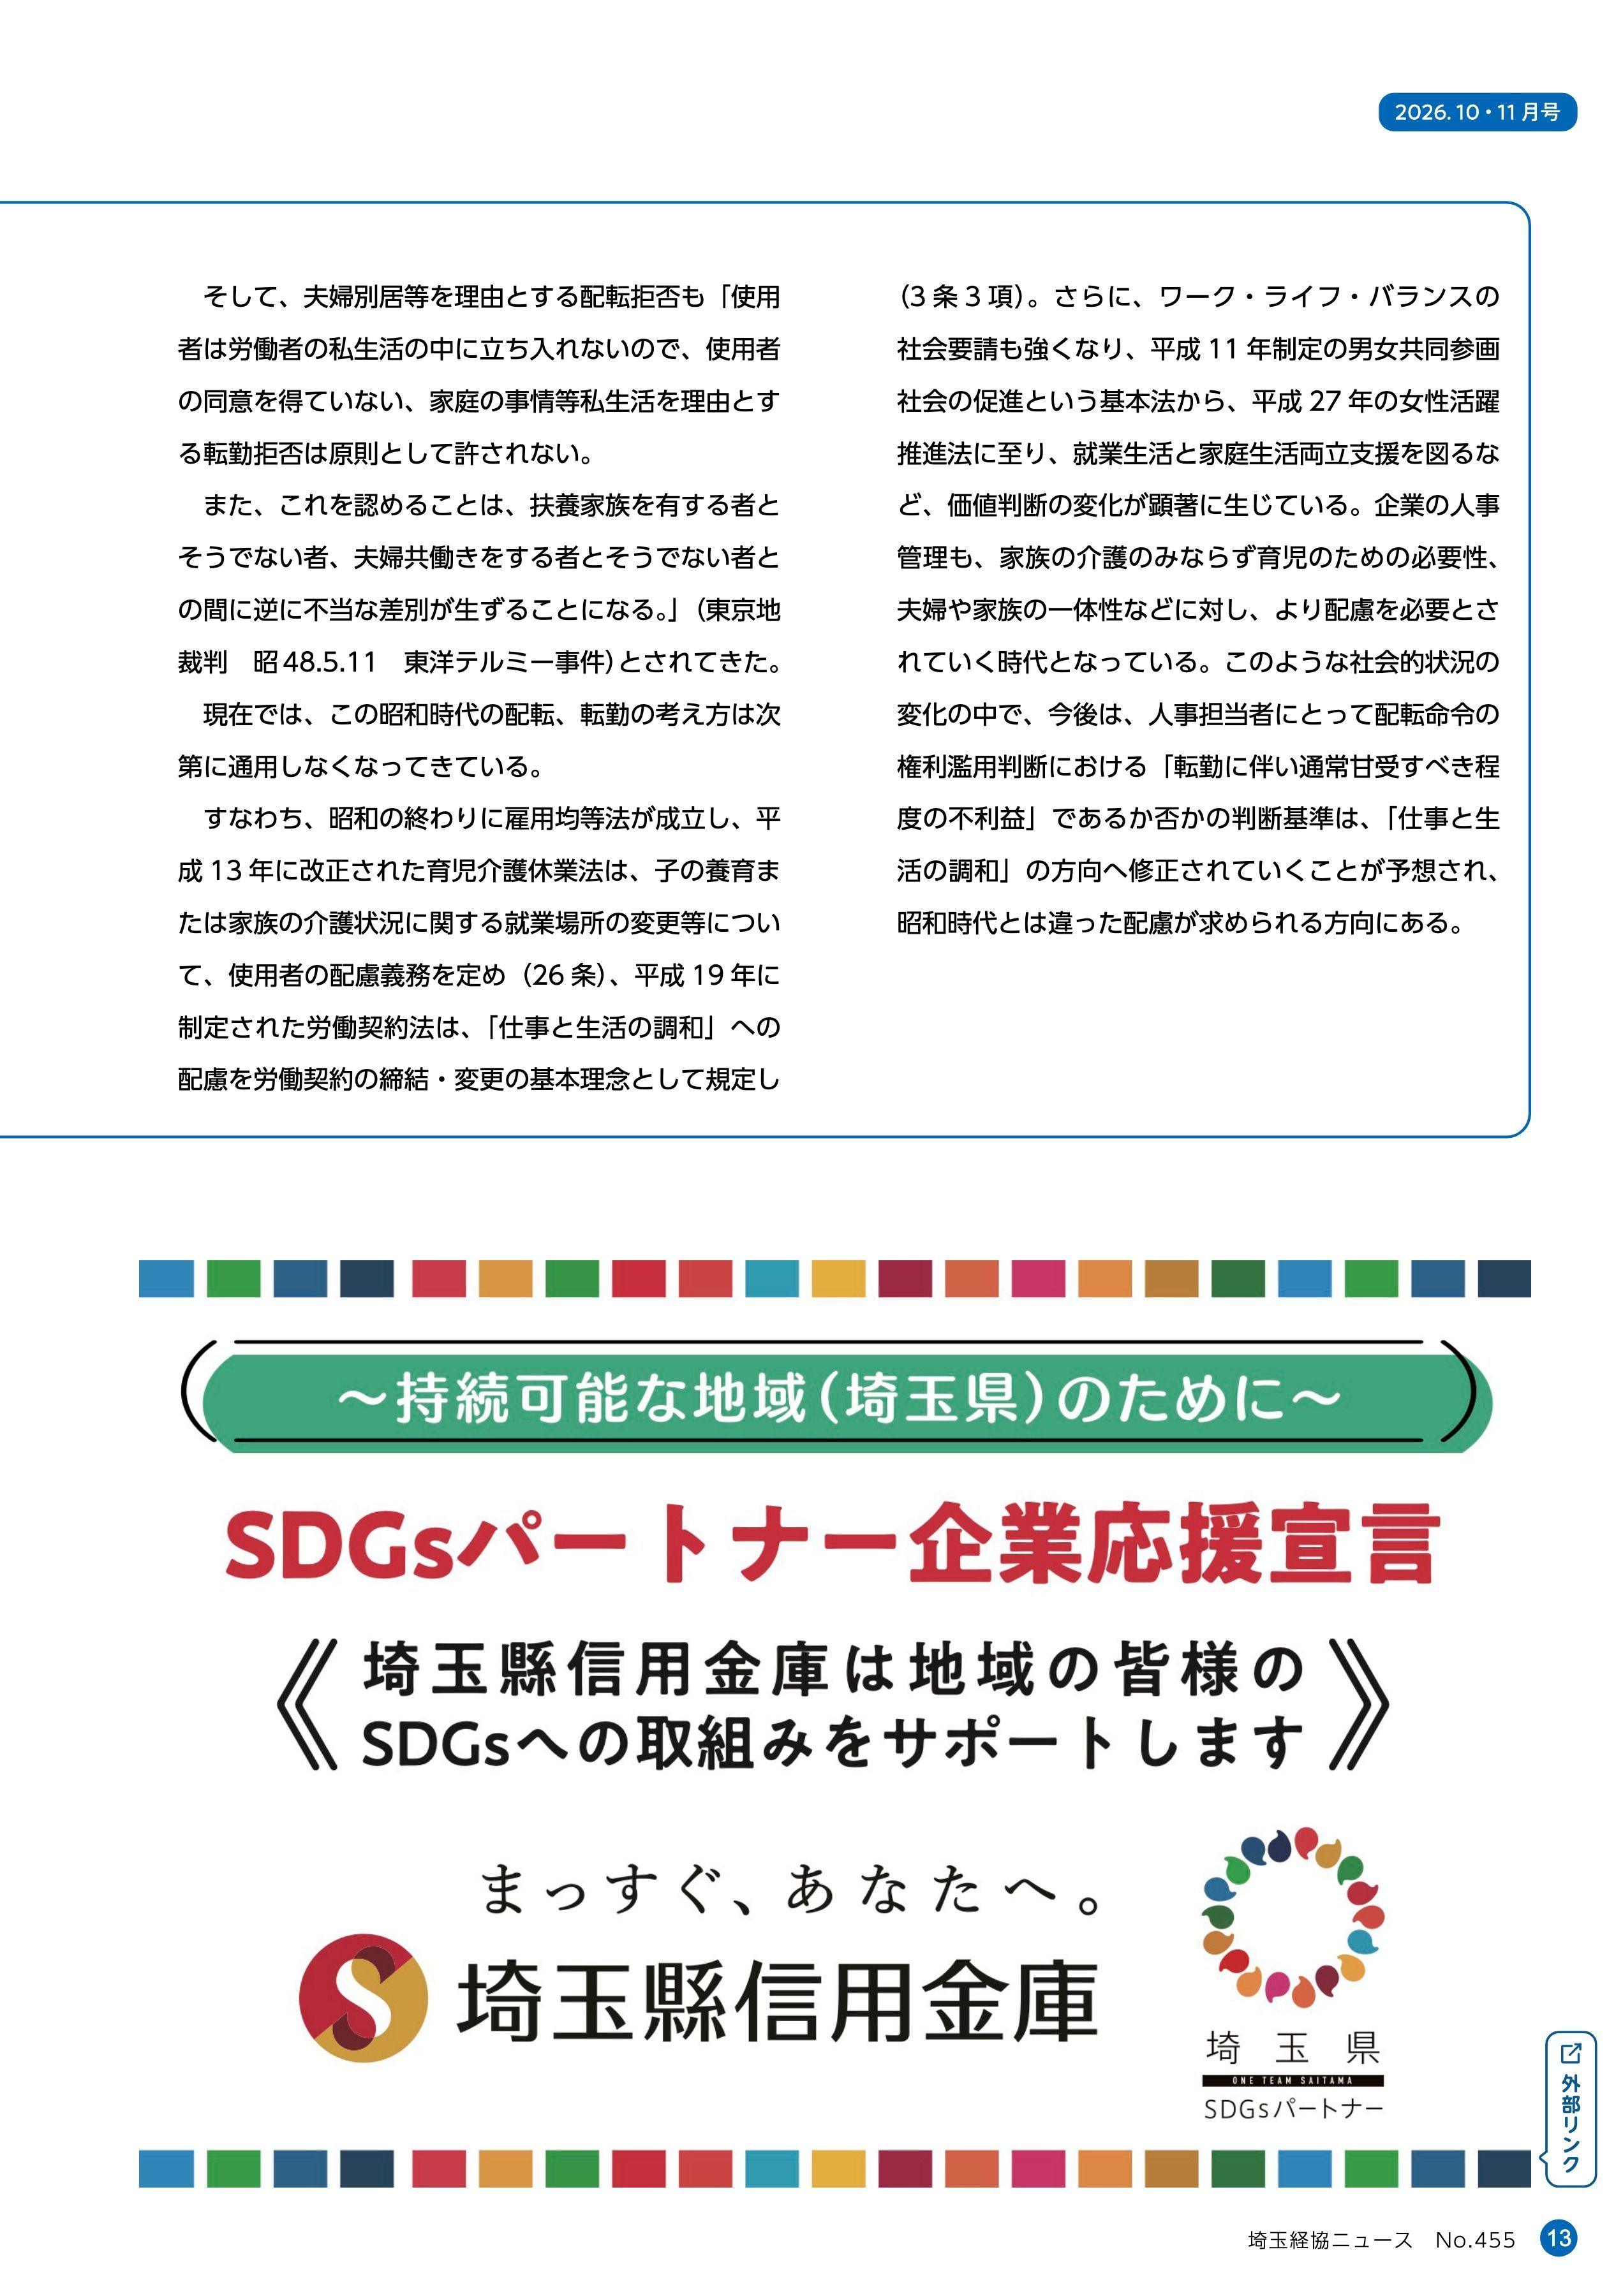 2026.10・11月号
そして、夫婦別居等を理由とする配転拒否も「使用
者は労働者の私生活の中に立ち入れないので、使用者
の同意を得ていない、家庭の事情等私生活を理由とす
る転勤拒否は原則として許されない。
また、これを認めることは、扶養家族を有する者と
そうでない者、夫婦共働きをする者とそうでない者と
の間に逆に不当な差別が生ずることになる。」（東京地
裁判　昭48.5.11　東洋テルミー事件）とされてきた。
現在では、この昭和時代の配転、転勤の考え方は次
第に通用しなくなってきている。
すなわち、昭和の終わりに雇用均等法が成立し、平
成13年に改正された育児介護休業法は、子の養育ま
たは家族の介護状況に関する就業場所の変更等につい
て、使用者の配慮義務を定め（26条）、平成19年に
制定された労働契約法は、「仕事と生活の調和」への
配慮を労働契約の締結・変更の基本理念として規定し
（3条3項）。さらに、ワーク・ライフ・バランスの
社会要請も強くなり、平成11年制定の男女共同参画
社会の促進という基本法から、平成27年の女性活躍
推進法に至り、就業生活と家庭生活両立支援を図るな
ど、価値判断の変化が顕著に生じている。企業の人事
管理も、家族の介護のみならず育児のための必要性、
夫婦や家族の一体性などに対し、より配慮を必要とさ
れていく時代となっている。このような社会的状況の
変化の中で、今後は、人事担当者にとって配転命令の
権利濫用判断における「転勤に伴い通常甘受すべき程
度の不利益」であるか否かの判断基準は、「仕事と生
活の調和」の方向へ修正されていくことが予想され、
昭和時代とは違った配慮が求められる方向にある。
～持続可能な地域（埼玉県）のために～
SDGsパートナー企業応援宣言
《埼玉縣信用金庫は地域の皆様の
SDGsへの取組みをサポートします》
まっすぐ、あなたへ。
埼玉縣信用金庫
埼玉県
ONE TEAM SAITAMA
SDGsパートナー
外部リンク
埼玉経協ニュース　No.455　13